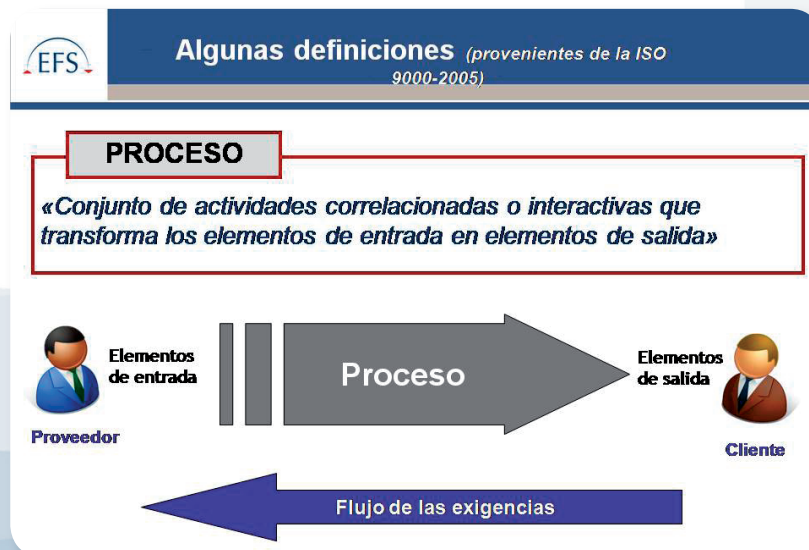 EFS
Algunas definiciones (provenientes de la ISO
9000-2005)
PROCESO
«Conjunto de actividades correlacionadas o interactivas que
transforma los elementos de entrada en elementos de salida»
Elementos
de entrada
Proceso
Elementos
de salida
Proveedor
Cliente
Flujo de las exigencias